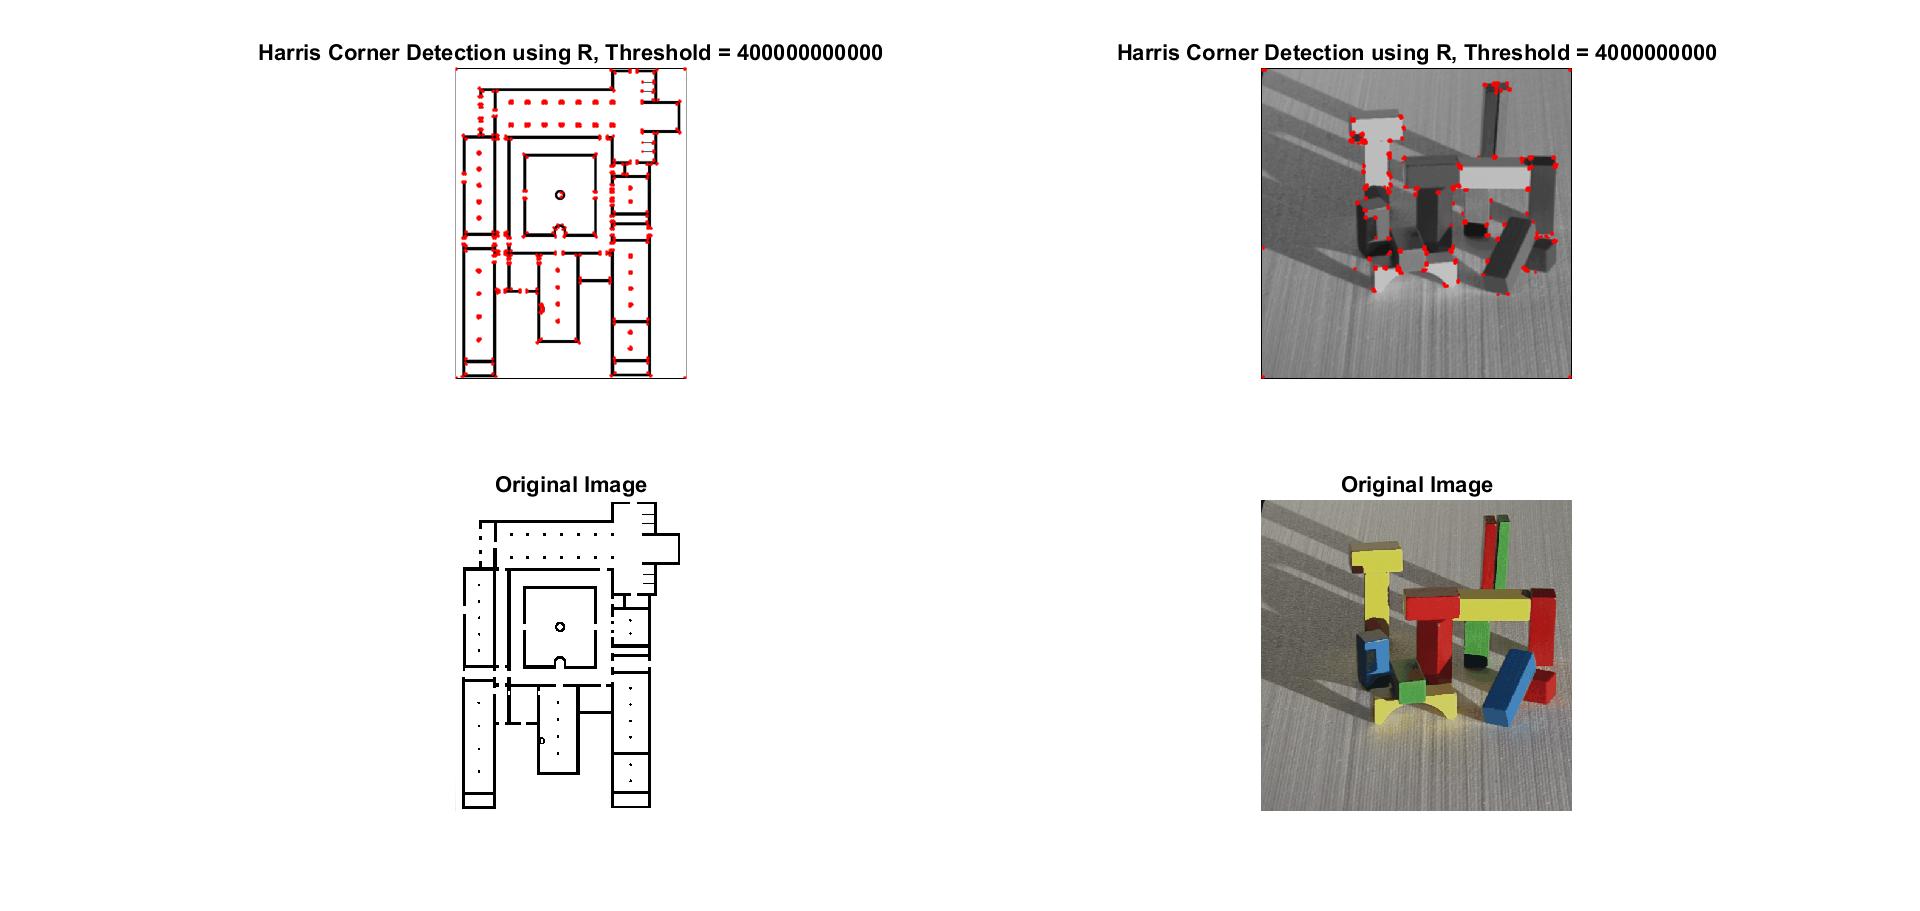 Harris Corner Detection using R, Threshold = 400000000000
Harris Corner Detection using R, Threshold = 4000000000
Original Image
Original Image